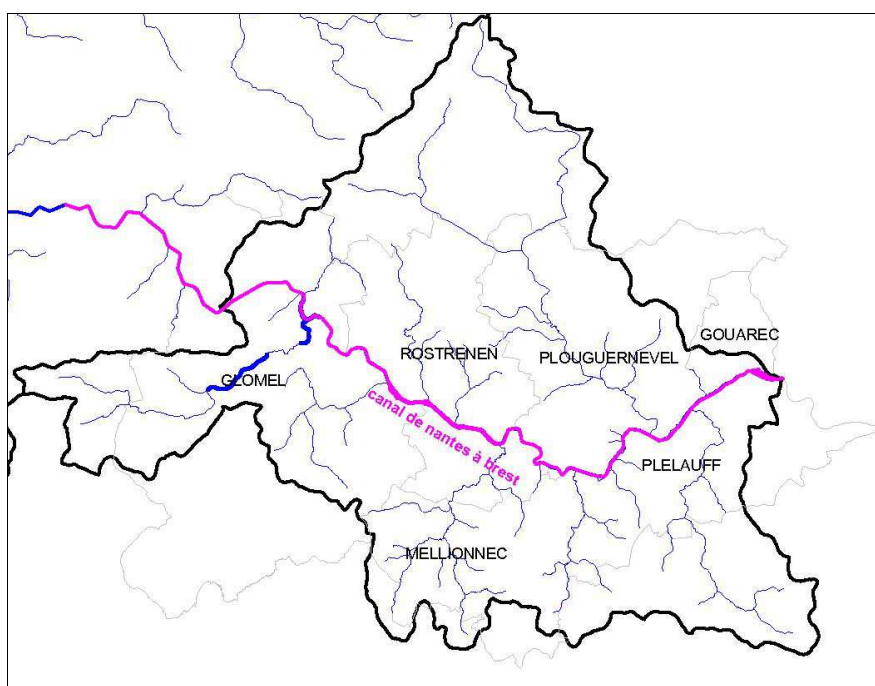 GOUAREC
ROSTRENEN
PLOUGUERNEVEL
GLOMEL
canal de nantes à brest
PLELAUFF
MELLIONNEC